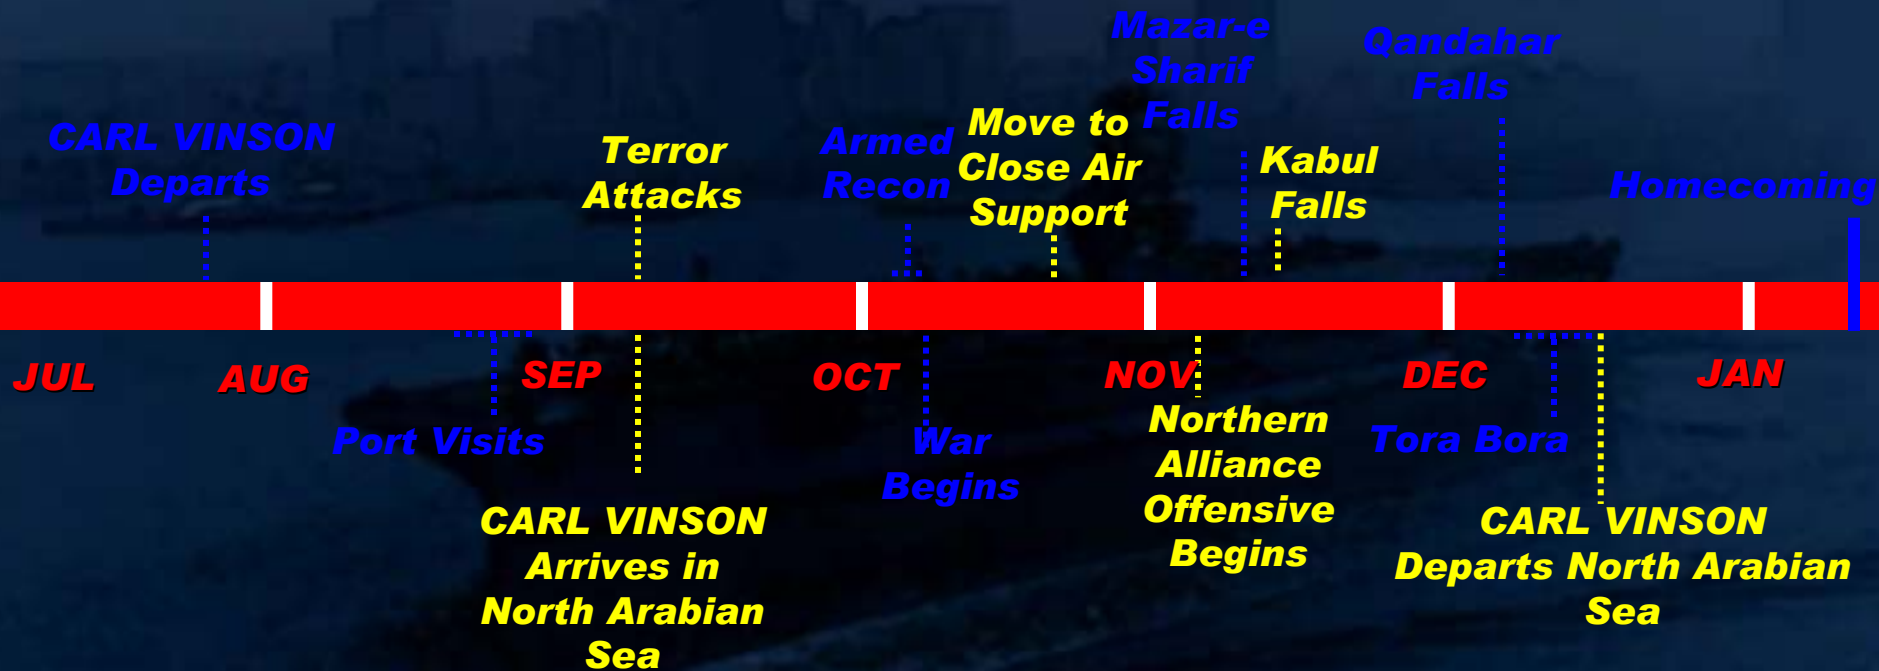 CARL VINSON
Departs
Terror
Attacks
Armed
Recon
Move to
Close Air
Support
Mazar-e
Sharif
Falls
Kabul
Falls
Qandahar
Falls
Homecoming
JUL
AUG
SEP
OCT
NOV
DEC
JAN
Port Visits
CARL VINSON
Arrives in
North Arabian
Sea
War
Begins
Northern
Alliance
Offensive
Begins
Tora Bora
CARL VINSON
Departs North Arabian
Sea